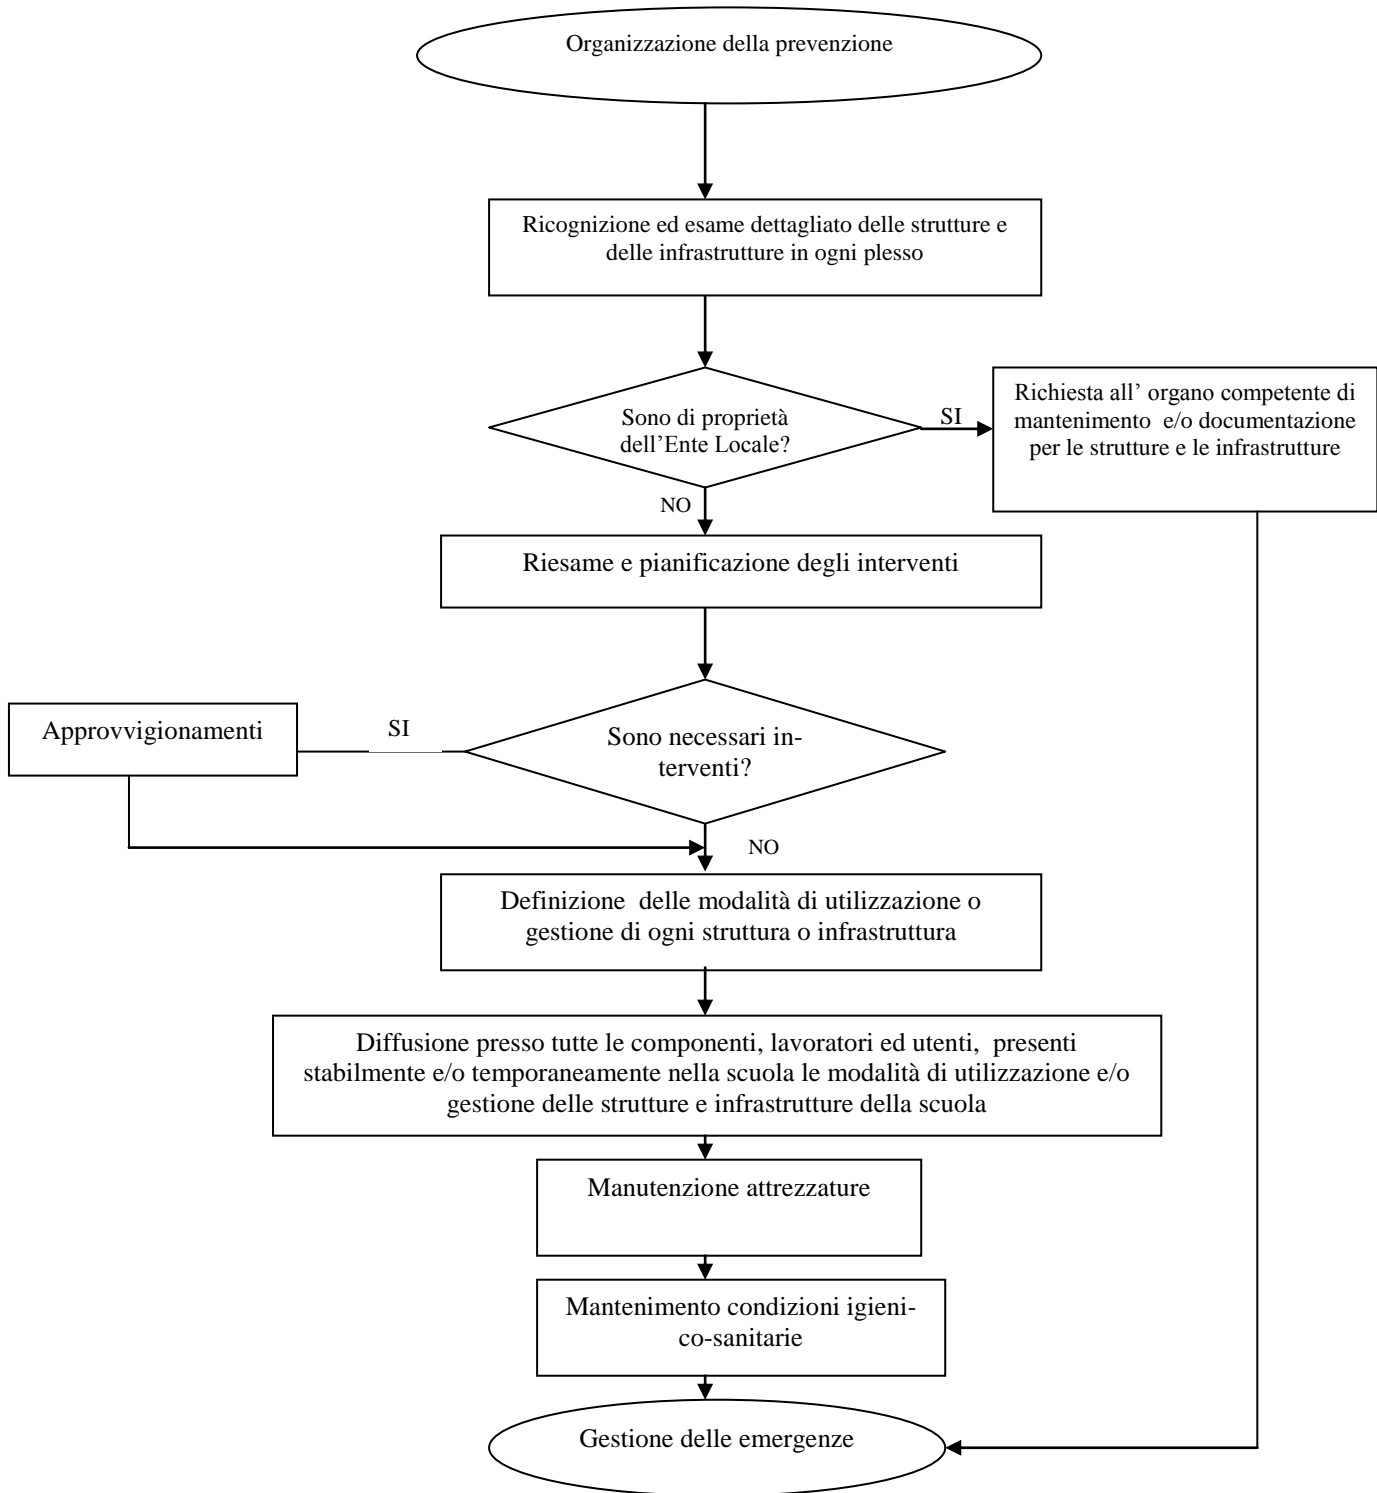 Organizzazione della prevenzione
Ricognizione ed esame dettagliato delle strutture e
delle infrastrutture in ogni plesso
Sono di proprietà
dell’Ente Locale?
SI
Richiesta all’ organo competente di
mantenimento e/o documentazione
per le strutture e le infrastrutture
NO
Riesame e pianificazione degli interventi
Approvvigionamenti
SI
Sono necessari in-
terventi?
NO
Definizione delle modalità di utilizzazione o
gestione di ogni struttura o infrastruttura
Diffusione presso tutte le componenti, lavoratori ed utenti, presenti
stabilmente e/o temporaneamente nella scuola le modalità di utilizzazione e/o
gestione delle strutture e infrastrutture della scuola
Manutenzione attrezzature
Mantenimento condizioni igieni-
co-sanitarie
Gestione delle emergenze